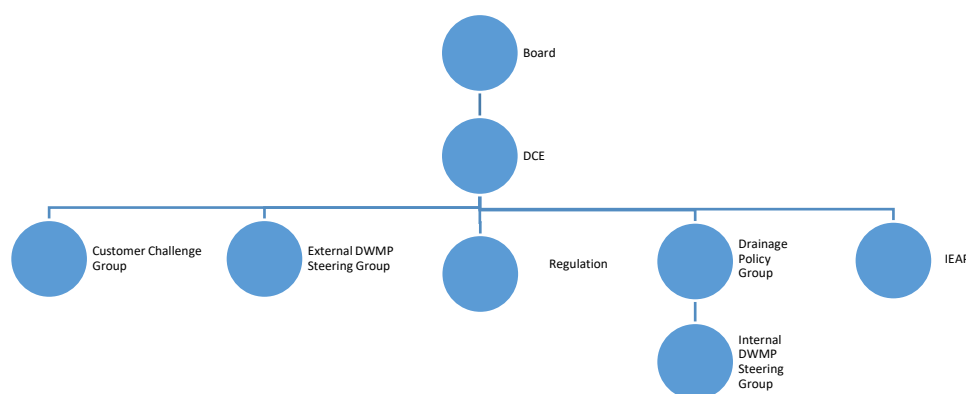 Board
DCE
Customer Challenge
Group
External DWMP
Steering Group
Regulation
Drainage
Policy
Group
Internal
DWMP
Steering
Group